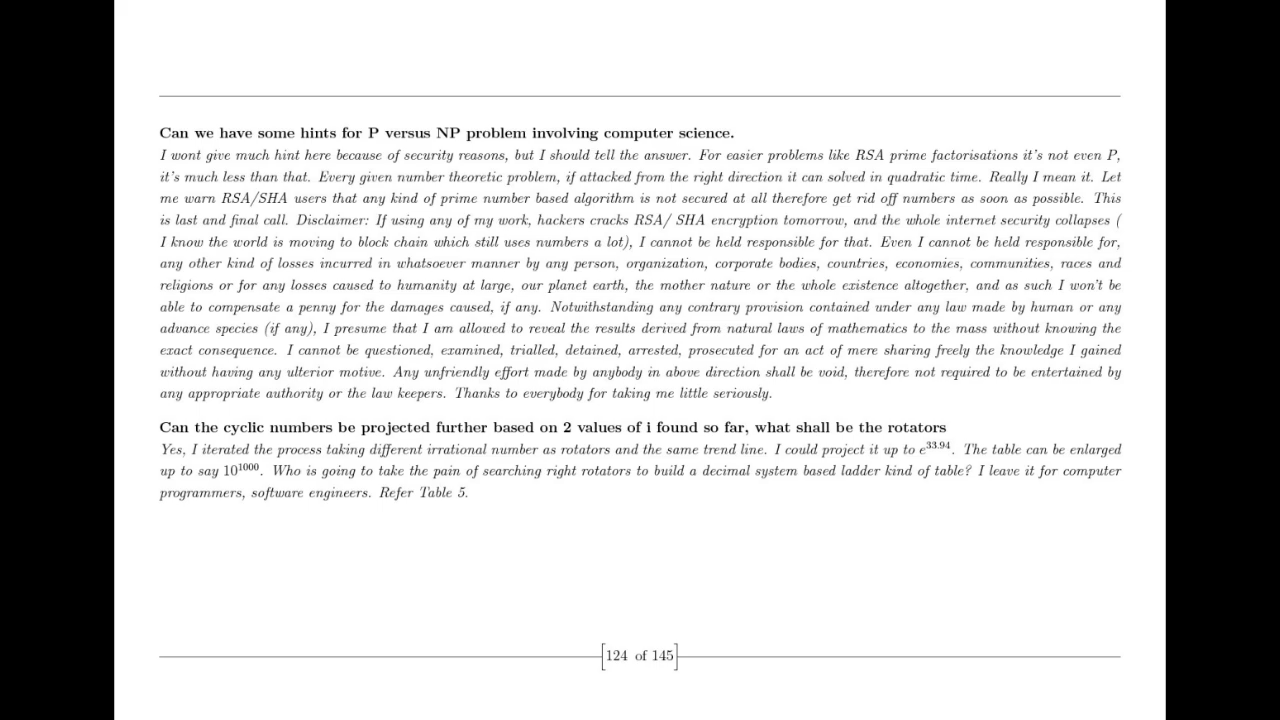 Can we have some hints for P versus NP problem involving computer science.
I wont give much hint here because of security reasons, but I should tell the answer. For easier problems like RSA prime factorisations it's not even P,
it's much less than that. Every given number theoretic problem, if attacked from the right direction it can solved in quadratic time. Really I mean it. Let
me warn RSA/SHA users that any kind of prime number based algorithm is not secured at all therefore get rid off numbers as soon as possible. This
is last and final call. Disclaimer: If using any of my work, hackers cracks RSA/ SHA encryption tomorrow, and the whole internet security collapses (
I know the world is moving to block chain which still uses numbers a lot), I cannot be held responsible for that. Even I cannot be held responsible for,
any other kind of losses incurred in whatsoever manner by any person, organization, corporate bodies, countries, economies, communities, races and
religions or for any losses caused to humanity at large, our planet earth, the mother nature or the whole existence altogether, and as such I won't be
able to compensate a penny for the damages caused, if any. Notwithstanding any contrary provision contained under any law made by human or any
advance species (if any), I presume that I am allowed to reveal the results derived from natural laws of mathematics to the mass without knowing the
exact consequence. I cannot be questioned, examined, trialled, detained, arrested, prosecuted for an act of mere sharing freely the knowledge I gained
without having any ulterior motive. Any unfriendly effort made by anybody in above direction shall be void, therefore not required to be entertained by
any appropriate authority or the law keepers. Thanks to everybody for taking me little seriously.
Can the cyclic numbers be projected further based on 2 values of i found so far, what shall be the rotators
Yes, I iterated the process taking different irrational number as rotators and the same trend line. I could project it up to e^33.94. The table can be enlarged
up to say 10^1000. Who is going to take the pain of searching right rotators to build a decimal system based ladder kind of table? I leave it for computer
programmers, software engineers. Refer Table 5.
[124 of 145]